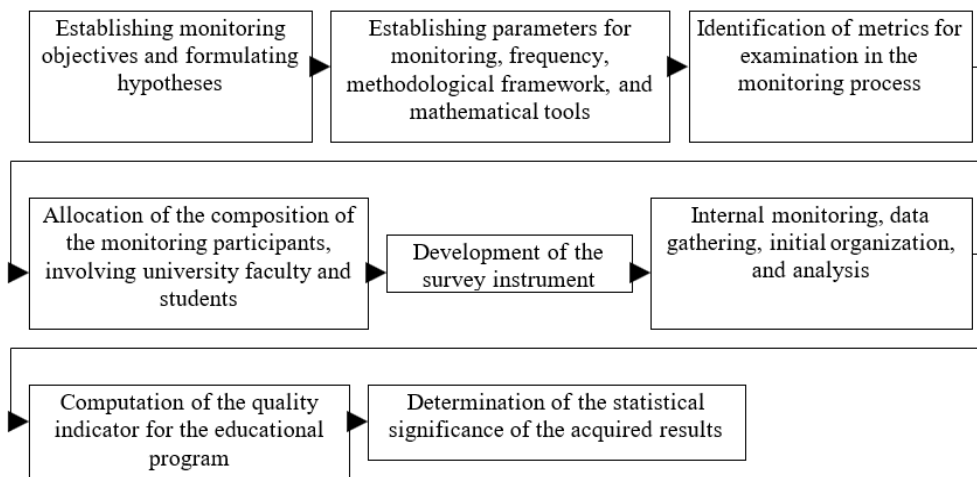 Establishing monitoring
objectives and formulating
hypotheses
Establishing parameters for
monitoring, frequency,
methodological framework, and
mathematical tools
Identification of metrics for
examination in the
monitoring process
Allocation of the composition of
the monitoring participants,
involving university faculty and
students
Development of the
survey instrument
Internal monitoring, data
gathering, initial organization,
and analysis
Computation of the quality
indicator for the educational
program
Determination of the statistical
significance of the acquired results